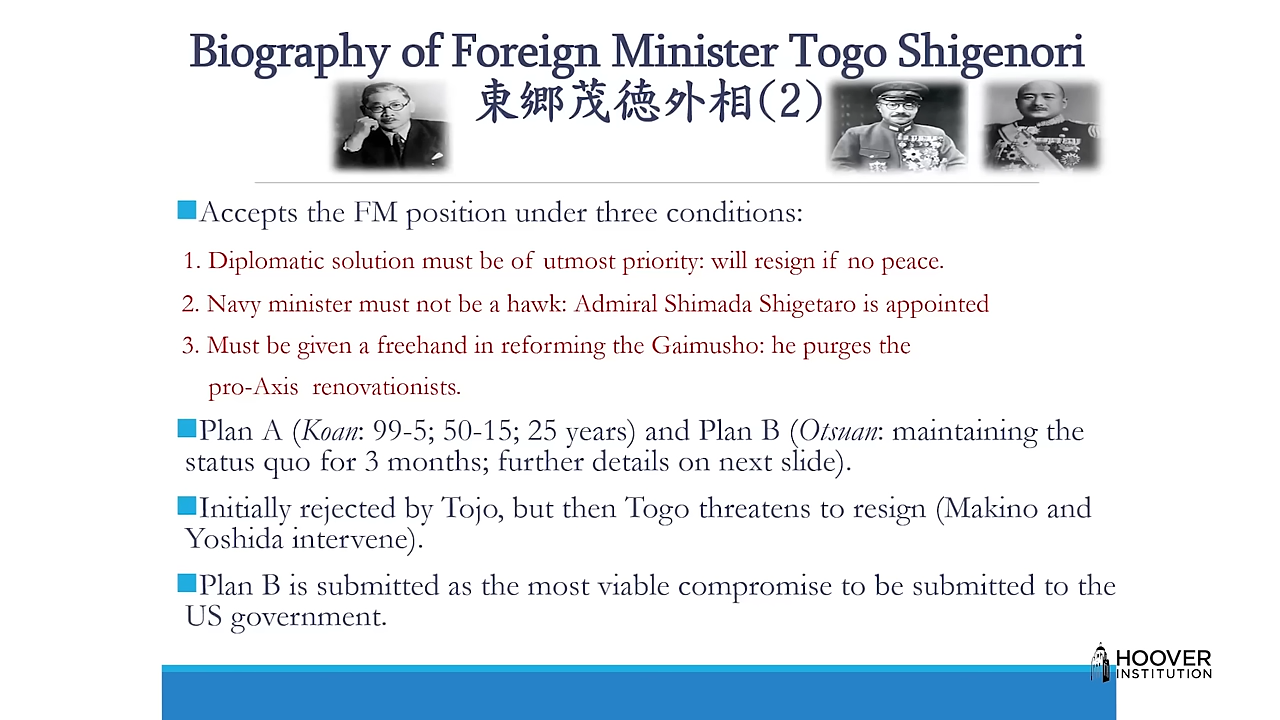 Biography of Foreign Minister Togo Shigenori
東郷茂徳外相(2)
Accepts the FM position under three conditions:
1. Diplomatic solution must be of utmost priority: will resign if no peace.
2. Navy minister must not be a hawk: Admiral Shimada Shigetaro is appointed
3. Must be given a freehand in reforming the Gaimusho: he purges the
pro-Axis renovationists.
Plan A (Koan: 99-5; 50-15; 25 years) and Plan B (Otsuan: maintaining the
status quo for 3 months; further details on next slide).
Initially rejected by Tojo, but then Togo threatens to resign (Makino and
Yoshida intervene).
Plan B is submitted as the most viable compromise to be submitted to the
US government.
HOOVER
INSTITUTION